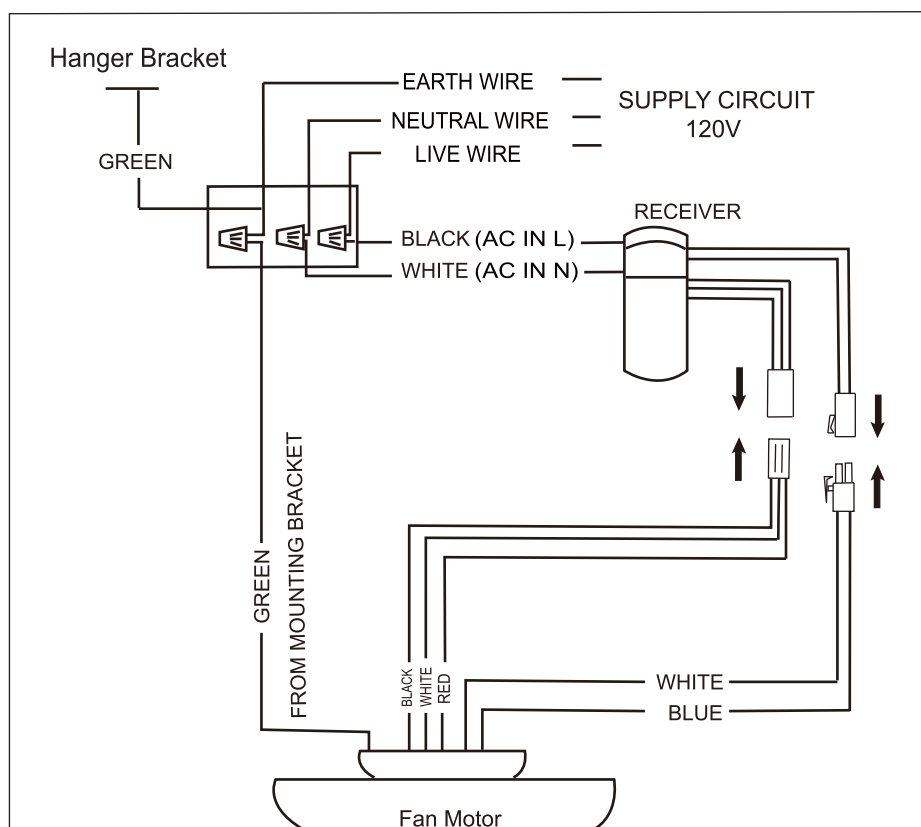 Hanger Bracket
EARTH WIRE
SUPPLY CIRCUIT
120V
NEUTRAL WIRE
LIVE WIRE
GREEN
RECEIVER
BLACK (AC IN L)
WHITE (AC IN N)
GREEN
FROM MOUNTING BRACKET
BLACK
WHITE
RED
WHITE
BLUE
Fan Motor